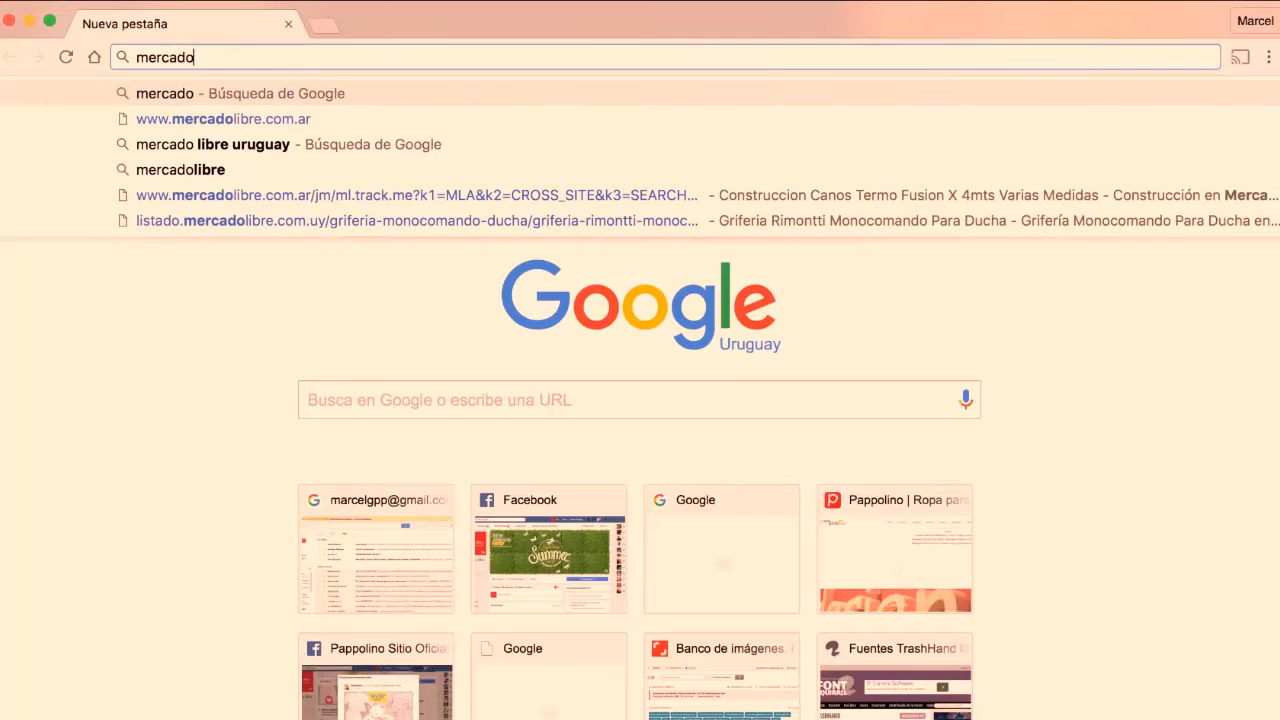 Nueva pestaña
Marcel
mercado
mercado - Búsqueda de Google
www.mercadolibre.com.ar
mercado libre uruguay - Búsqueda de Google
mercadolibre
www.mercadolibre.com.ar/jm/ml.track.me?k1=MLA&k2=CROSS_SITE&k3=SEARCH... - Construccion Canos Termo Fusion X 4mts Varias Medidas - Construcción en Merca...
listado.mercadolibre.com.uy/griferia-monocomando-ducha/griferia-rimontti-monoc... - Griferia Rimontti Monocomando Para Ducha - Grifería Monocomando Para Ducha en...
Google
Uruguay
Busca en Google o escribe una URL
marcelgpp@gmail.co
Facebook
Google
Pappolino | Ropa para
Summer
Pappolino Sitio Oficia
Google
Banco de imágenes.
Fuentes TrashHand
FONT